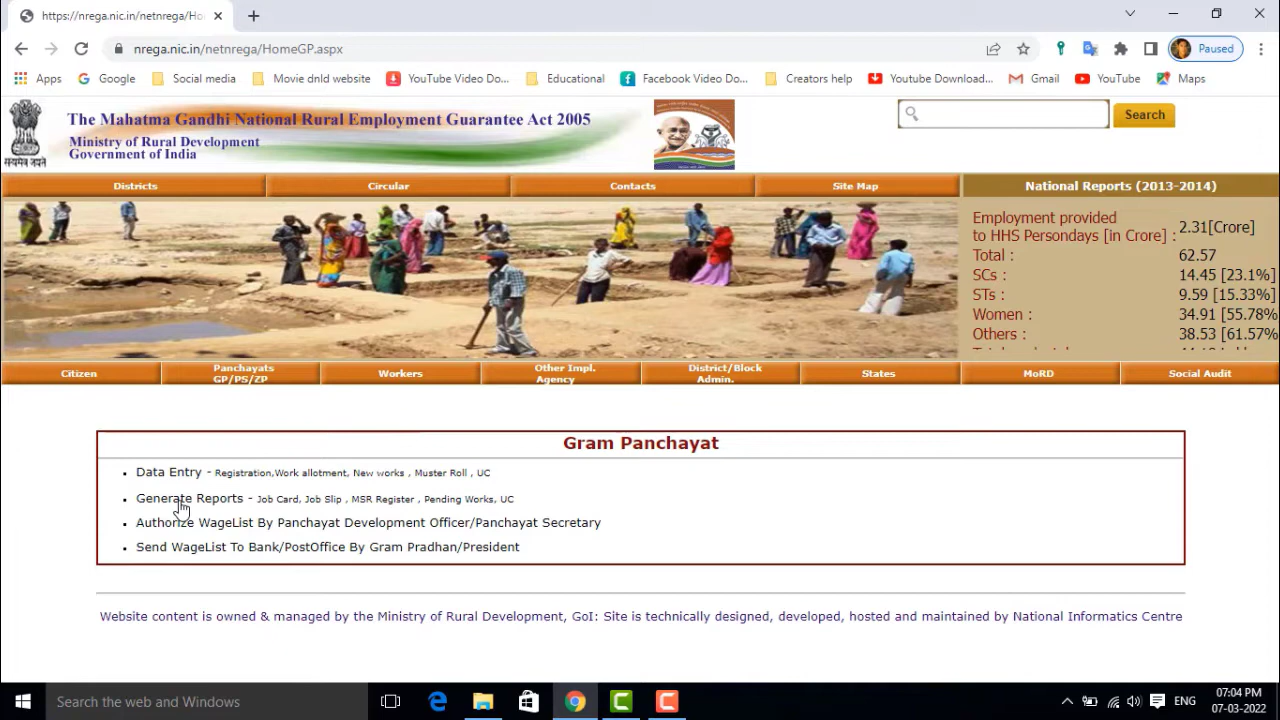 https://nrega.nic.in/netnrega/Ho
nrega.nic.in/netnrega/HomeGP.aspx
Paused
Apps
Google
Social media
Movie dnld website
YouTube Video Do...
Educational
Facebook Video Do...
Creators help
Youtube Download...
Gmail
YouTube
Maps
The Mahatma Gandhi National Rural Employment Guarantee Act 2005
Ministry of Rural Development
Government of India
सत्यमेव जयते
Search
Districts
Circular
Contacts
Site Map
National Reports (2013-2014)
Employment provided
to HHS Persondays [in Crore] : 2.31[Crore]
Total : 62.57
SCs : 14.45 [23.1%]
STs : 9.59 [15.33%]
Women : 34.91 [55.78%
Others : 38.53 [61.57%
Citizen
Panchayats
GP/PS/ZP
Workers
Other Impl.
Agency
District/Block
Admin.
States
MoRD
Social Audit
Gram Panchayat
Data Entry - Registration,Work allotment, New works , Muster Roll , UC
Generate Reports - Job Card, Job Slip , MSR Register , Pending Works, UC
Authorize WageList By Panchayat Development Officer/Panchayat Secretary
Send WageList To Bank/PostOffice By Gram Pradhan/President
Website content is owned & managed by the Ministry of Rural Development, GoI: Site is technically designed, developed, hosted and maintained by National Informatics Centre
Search the web and Windows
ENG
07:04 PM
07-03-2022